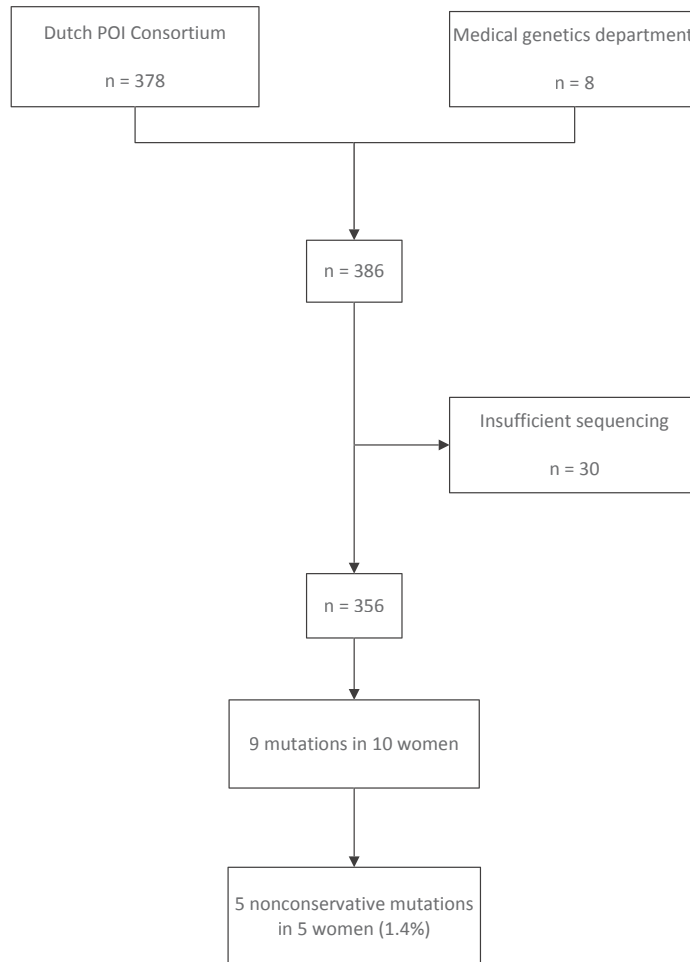 Dutch POI Consortium
n = 378
Medical genetics department
n = 8
n = 386
Insufficient sequencing
n = 30
n = 356
9 mutations in 10 women
5 nonconservative mutations
in 5 women (1.4%)